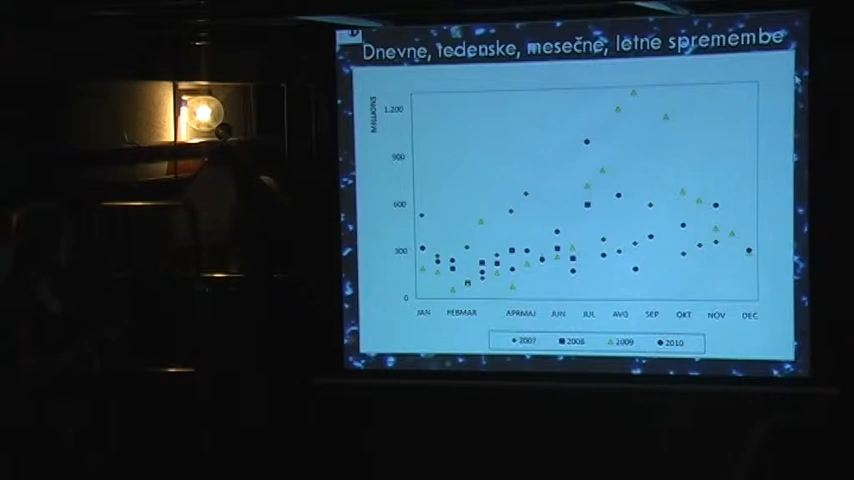 Dnevne, tedenske, mesečne, letne spremembe
MILLIONS
1.200
900
600
300
0
JAN FEBMAR APRMAJ JUN JUL AVG SEP OKT NOV DEC
2007 2008 2009 2010